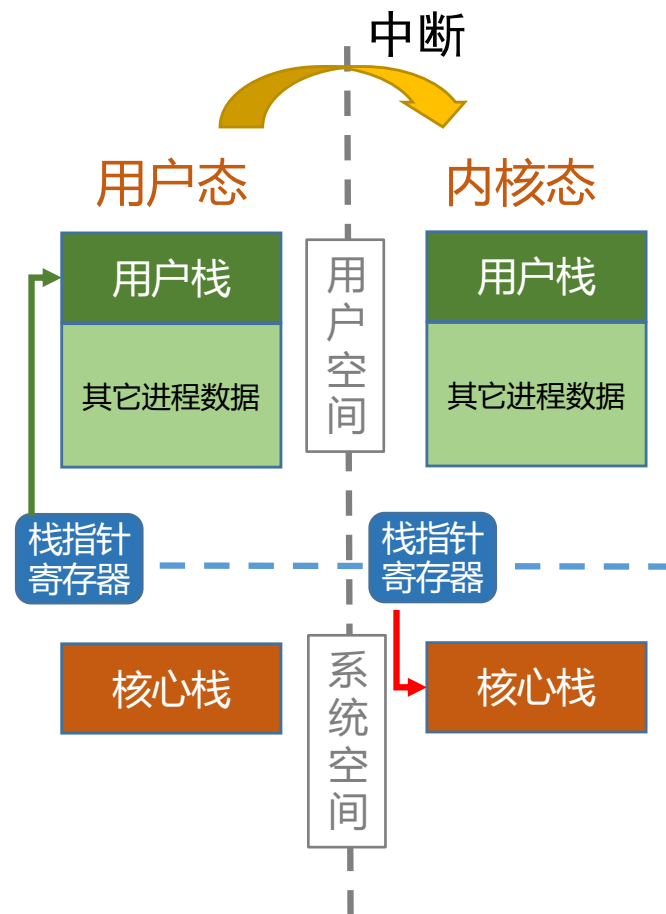 中断
用户态
内核态
用户栈
用户栈
用户空间
其它进程数据
其它进程数据
栈指针
寄存器
栈指针
寄存器
核心栈
核心栈
系统空间